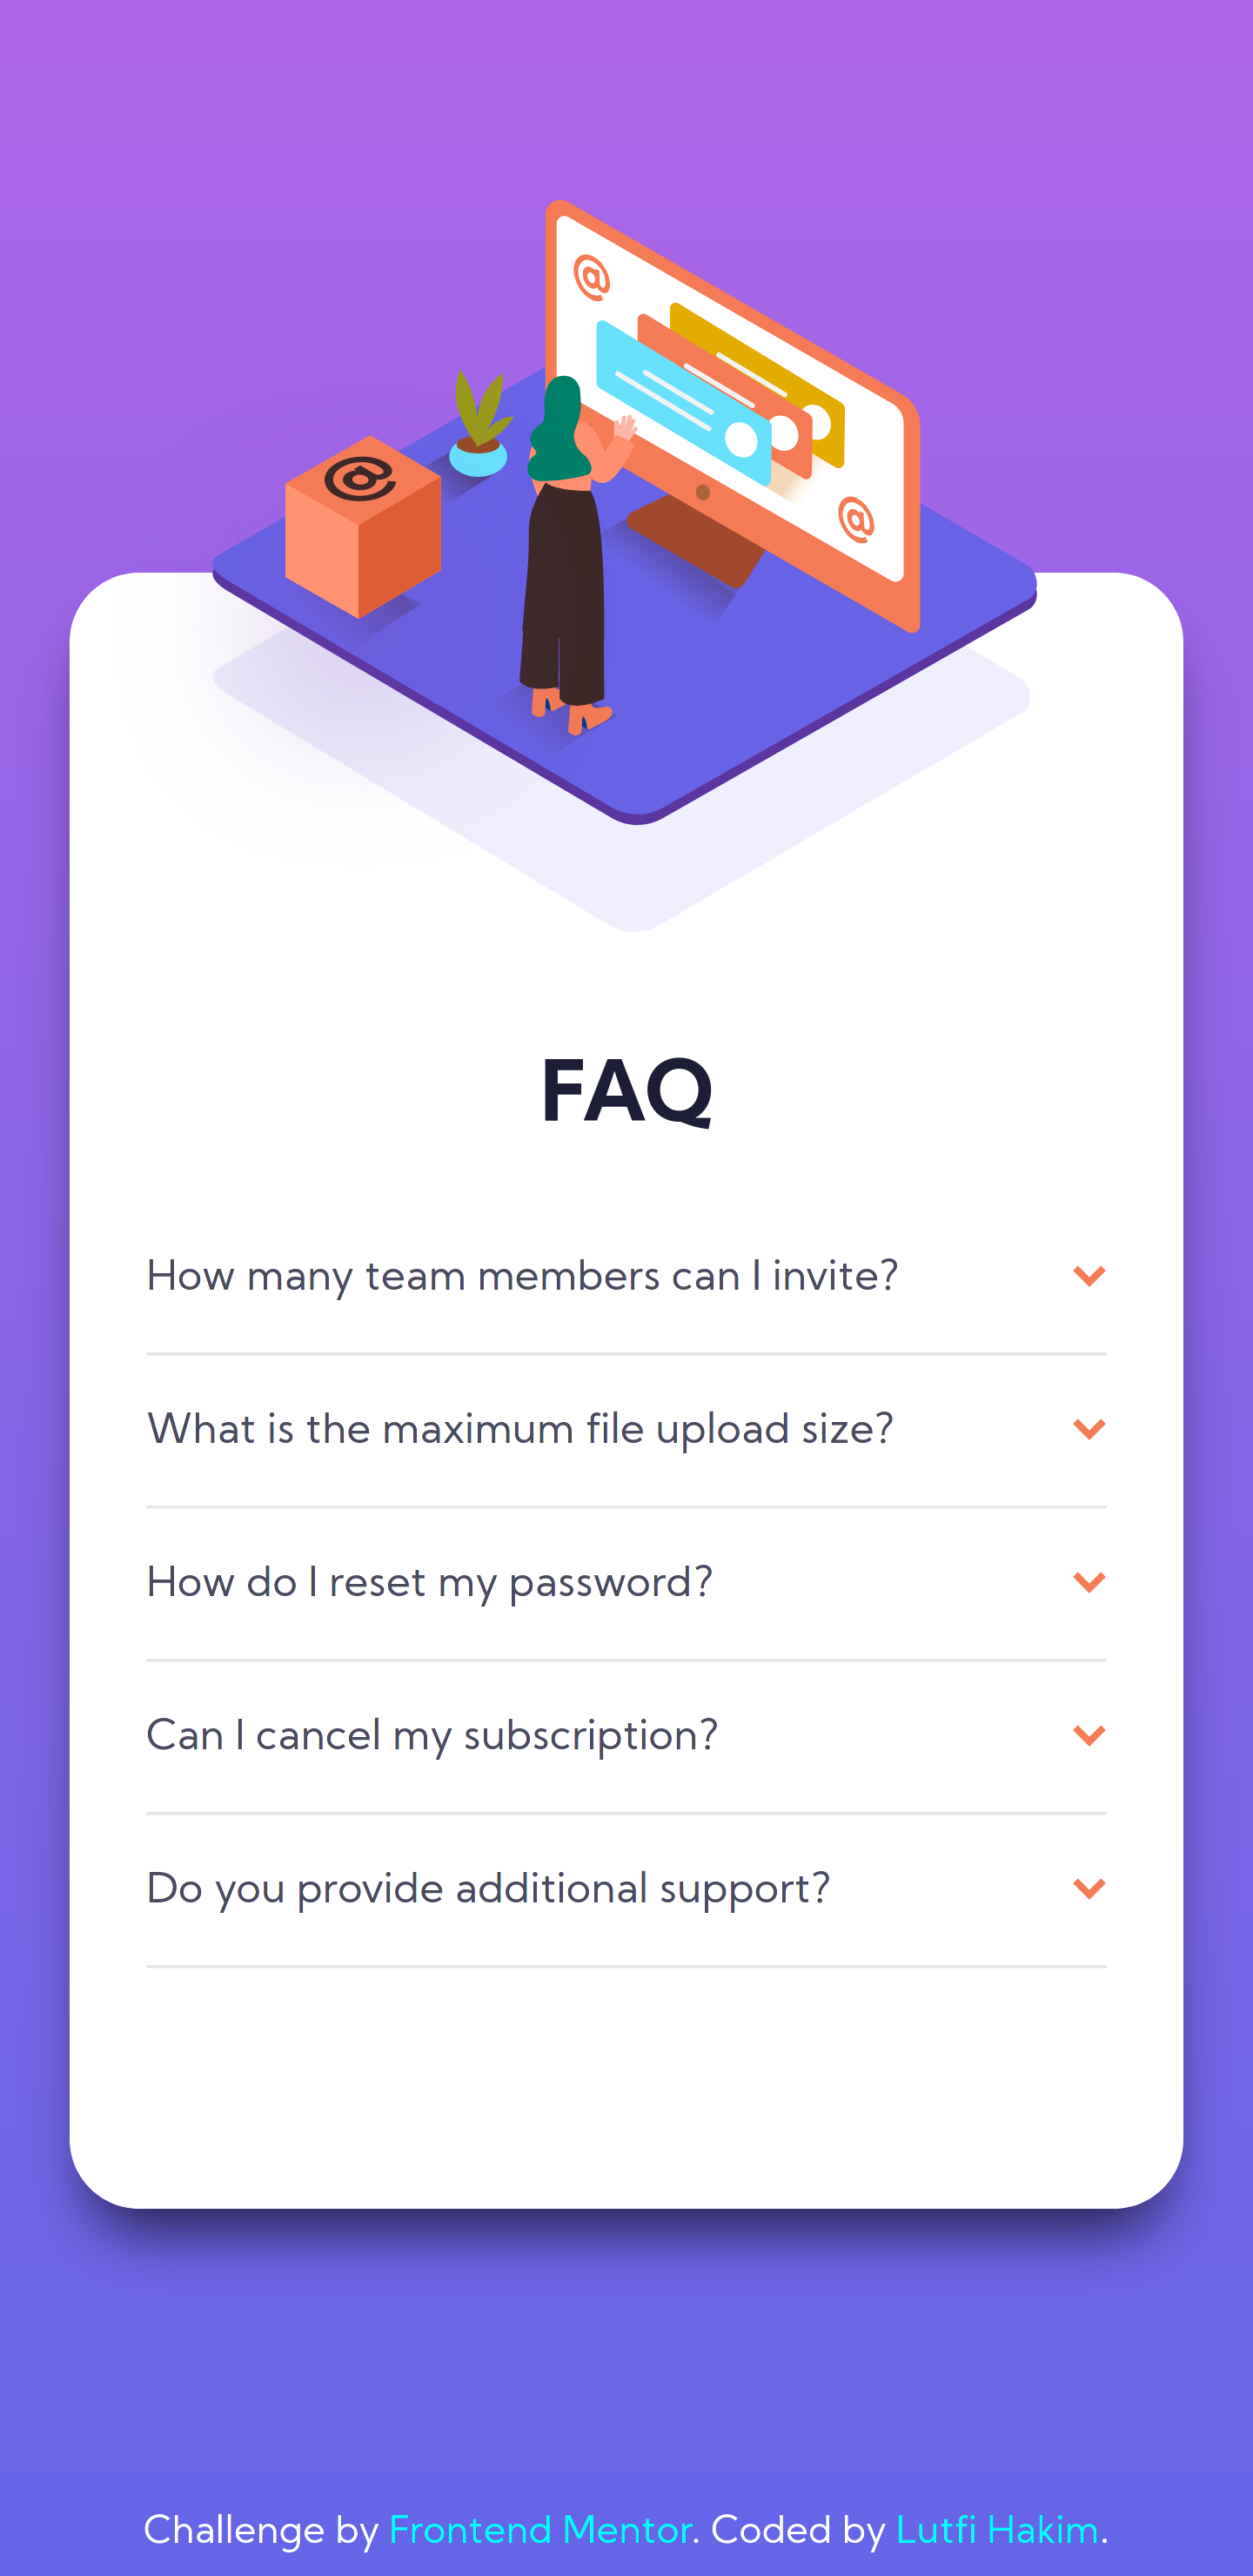 @
@
@
FAQ
How many team members can I invite?
What is the maximum file upload size?
How do I reset my password?
Can I cancel my subscription?
Do you provide additional support?
Challenge by Frontend Mentor. Coded by Lutfi Hakim.